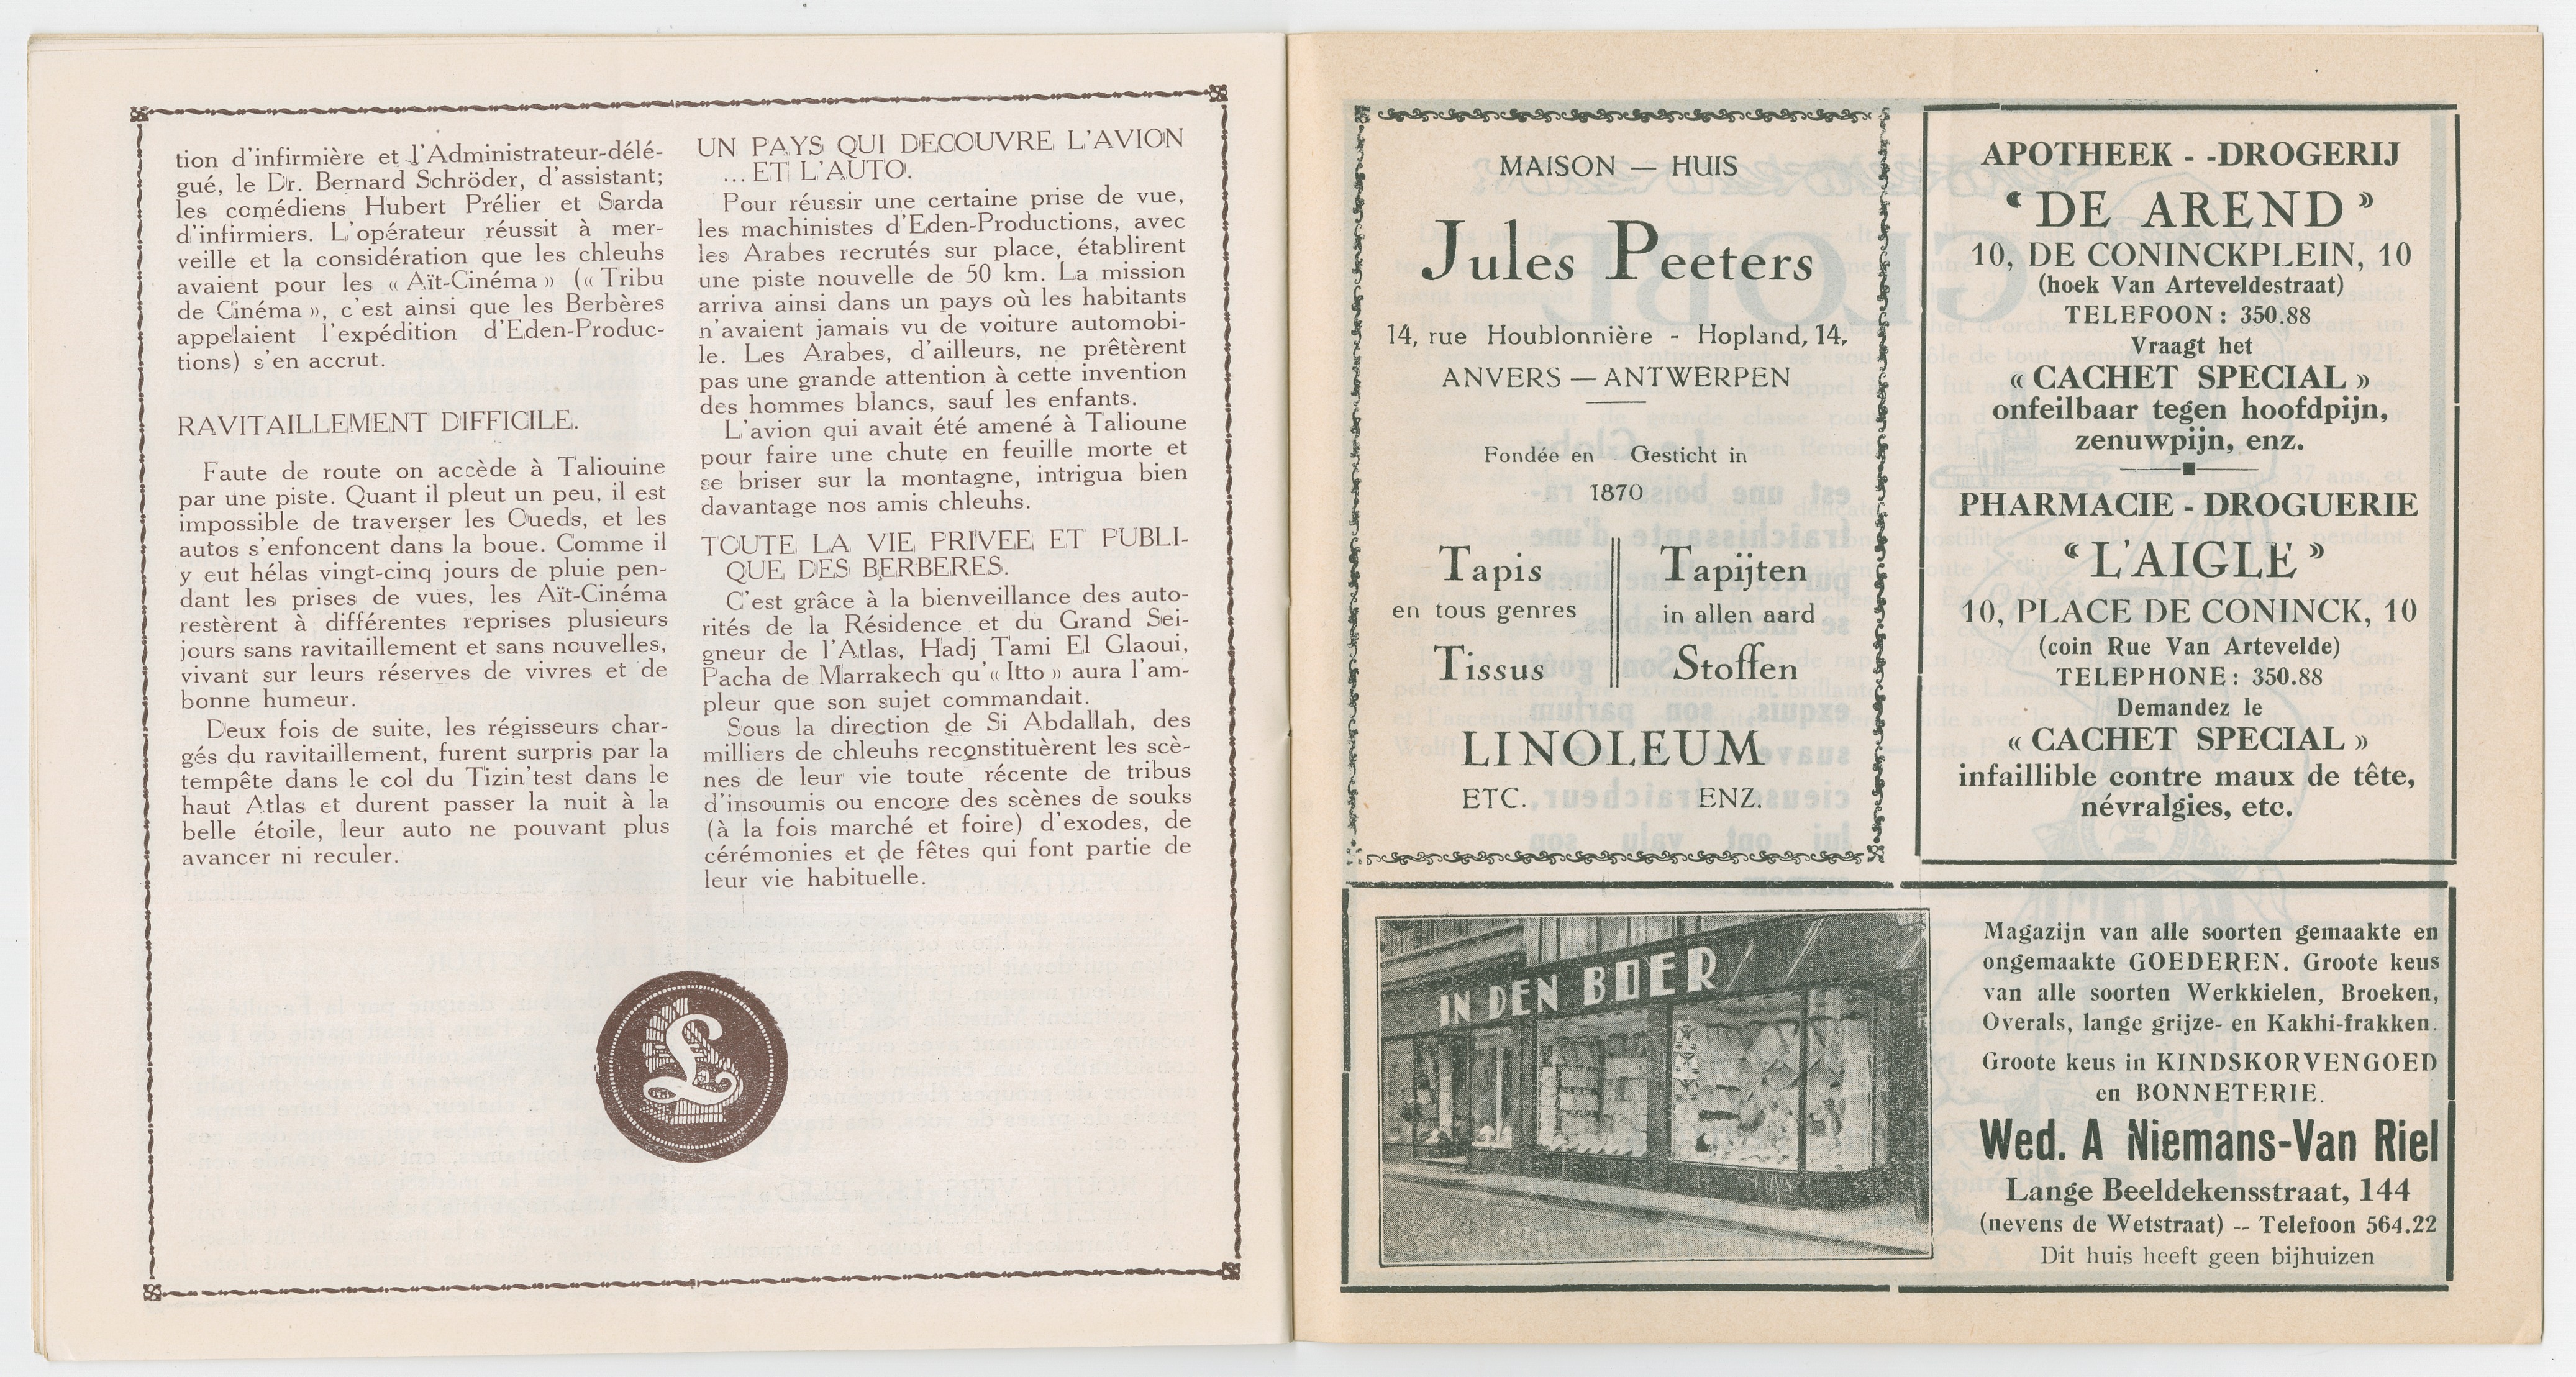 tion d'infirmière et l'Administrateur-délé-
gué, le Dr. Bernard Schröder, d'assistant;
les comédiens Hubert Prélier et Sarda
d'infirmiers. L'opérateur réussit à mer-
veille et la considération que les chleuhs
avaient pour les « Aït-Cinéma » (« Tribu
de Cinéma », c'est ainsi que les Berbères
appelaient l'expédition d'Eden-Produc-
tions) s'en accrut.
RAVITAILLEMENT DIFFICILE.
Faute de route on accède à Taliouine
par une piste. Quant il pleut un peu, il est
impossible de traverser les Oueds, et les
autos s'enfoncent dans la boue. Comme il
y eut hélas vingt-cinq jours de pluie pen-
dant les prises de vues, les Aït-Cinéma
restèrent à différentes reprises plusieurs
jours sans ravitaillement et sans nouvelles,
vivant sur leurs réserves de vivres et de
bonne humeur.
Deux fois de suite, les régisseurs char-
gés du ravitaillement, furent surpris par la
tempête dans le col du Tizin'test dans le
haut Atlas et durent passer la nuit à la
belle étoile, leur auto ne pouvant plus
avancer ni reculer.
UN PAYS QUI DECOUVRE L'AVION
... ET L'AUTO.
Pour réussir une certaine prise de vue,
les machinistes d'Eden-Productions, avec
les Arabes recrutés sur place, établirent
une piste nouvelle de 50 km. La mission
arriva ainsi dans un pays où les habitants
n'avaient jamais vu de voiture automobi-
le. Les Arabes, d'ailleurs, ne prêtèrent
pas une grande attention à cette invention
des hommes blancs, sauf les enfants.
L'avion qui avait été amené à Talioune
pour faire une chute en feuille morte et
se briser sur la montagne, intrigua bien
davantage nos amis chleuhs.
TOUTE LA VIE PRIVEE ET PUBLI-
QUE DES BERBERES.
C'est grâce à la bienveillance des auto-
rités de la Résidence et du Grand Sei-
gneur de l'Atlas, Hadj Tami El Glaoui,
Pacha de Marrakech qu'« Itto » aura l'am-
pleur que son sujet commandait.
Sous la direction de Si Abdallah, des
milliers de chleuhs reconstituèrent les scè-
nes de leur vie toute récente de tribus
d'insoumis ou encore des scènes de souks
(à la fois marché et foire) d'exodes, de
cérémonies et de fêtes qui font partie de
leur vie habituelle.
L
MAISON — HUIS
Jules Peeters
14, rue Houblonnière - Hopland, 14,
ANVERS — ANTWERPEN
Fondée en Gesticht in
1870
Tapis
en tous genres
Tissus
Tapijten
in allen aard
Stoffen
LINOLEUM
ETC. ENZ.
APOTHEEK - -DROGERIJ
“ DE AREND ”
10, DE CONINCKPLEIN, 10
(hoek Van Arteveldestraat)
TELEFOON : 350.88
Vraagt het
« CACHET SPECIAL »
onfeilbaar tegen hoofdpijn,
zenuwpijn, enz.
PHARMACIE - DROGUERIE
“ L'AIGLE ”
10, PLACE DE CONINCK, 10
(coin Rue Van Artevelde)
TELEPHONE : 350.88
Demandez le
« CACHET SPECIAL »
infaillible contre maux de tête,
névralgies, etc.
IN DEN BOER
Magazijn van alle soorten gemaakte en
ongemaakte GOEDEREN. Groote keus
van alle soorten Werkkielen, Broeken,
Overals, lange grijze- en Kakhi-frakken.
Groote keus in KINDSKORVENGOED
en BONNETERIE.
Wed. A Niemans-Van Riel
Lange Beeldekensstraat, 144
(nevens de Wetstraat) -- Telefoon 564.22
Dit huis heeft geen bijhuizen